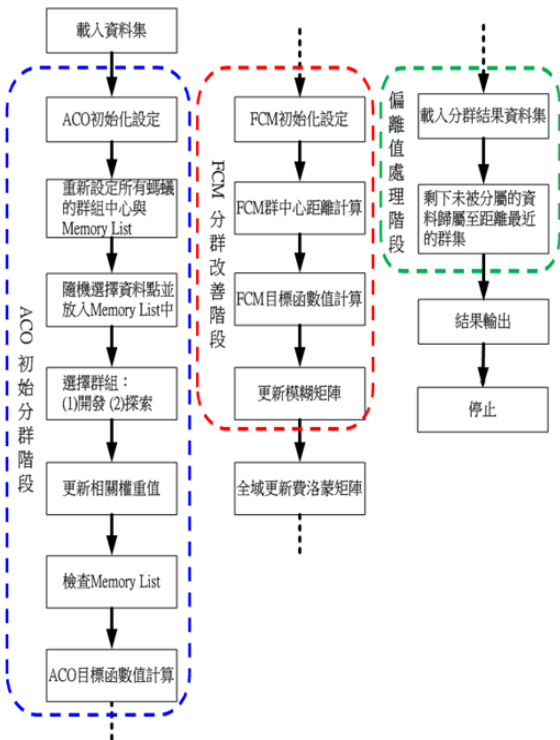 載入資料集
ACO 初始分群階段
ACO初始化設定
重新設定所有螞蟻
的群組中心與
Memory List
隨機選擇資料點並
放入Memory List中
選擇群組：
(1)開發 (2)探索
更新相關權重值
檢查Memory List
ACO目標函數值計算
FCM 分群改善階段
FCM初始化設定
FCM群中心距離計算
FCM目標函數值計算
更新模糊矩陣
全域更新費洛蒙矩陣
偏離值處理階段
載入分群結果資料集
剩下未被分屬的資
料歸屬至距離最近
的群集
結果輸出
停止